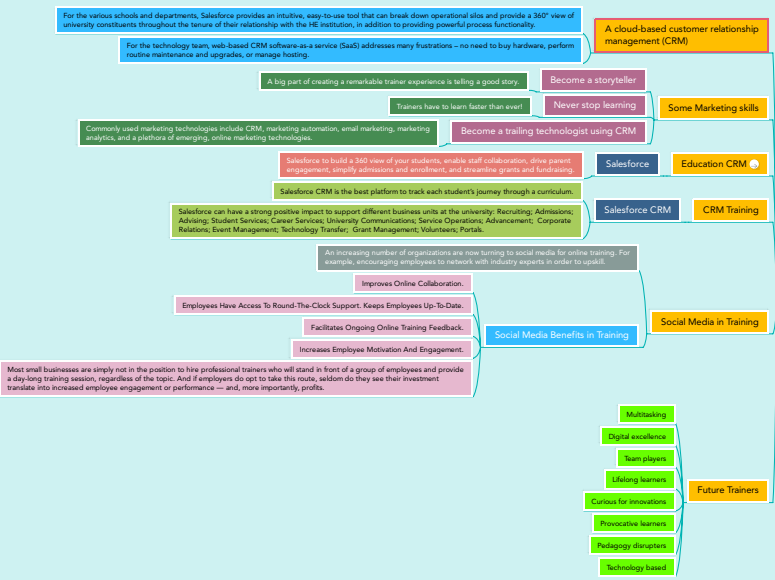 A cloud-based customer relationship
management (CRM)
For the various schools and departments, Salesforce provides an intuitive, easy-to-use tool that can break down operational silos and provide a 360° view of
university constituents throughout the tenure of their relationship with the HE institution, in addition to providing powerful process functionality.
For the technology team, web-based CRM software-as-a service (SaaS) addresses many frustrations – no need to buy hardware, perform
routine maintenance and upgrades, or manage hosting.
Some Marketing skills
Become a storyteller
A big part of creating a remarkable trainer experience is telling a good story.
Never stop learning
Trainers have to learn faster than ever!
Become a trailing technologist using CRM
Commonly used marketing technologies include CRM, marketing automation, email marketing, marketing
analytics, and a plethora of emerging, online marketing technologies.
Education CRM
Salesforce
Salesforce to build a 360 view of your students, enable staff collaboration, drive parent
engagement, simplify admissions and enrollment, and streamline grants and fundraising.
CRM Training
Salesforce CRM
Salesforce CRM is the best platform to track each student's journey through a curriculum.
Salesforce can have a strong positive impact to support different business units at the university: Recruiting; Admissions;
Advising; Student Services; Career Services; University Communications; Service Operations; Advancement; Corporate
Relations; Event Management; Technology Transfer; Grant Management; Volunteers; Portals.
Social Media in Training
An increasing number of organizations are now turning to social media for online training. For
example, encouraging employees to network with industry experts in order to upskill.
Social Media Benefits in Training
Improves Online Collaboration.
Employees Have Access To Round-The-Clock Support. Keeps Employees Up-To-Date.
Facilitates Ongoing Online Training Feedback.
Increases Employee Motivation And Engagement.
Most small businesses are simply not in the position to hire professional trainers who will stand in front of a group of employees and provide
a day-long training session, regardless of the topic. And if employers do opt to take this route, seldom do they see their investment
translate into increased employee engagement or performance — and, more importantly, profits.
Future Trainers
Multitasking
Digital excellence
Team players
Lifelong learners
Curious for innovations
Provocative learners
Pedagogy disrupters
Technology based